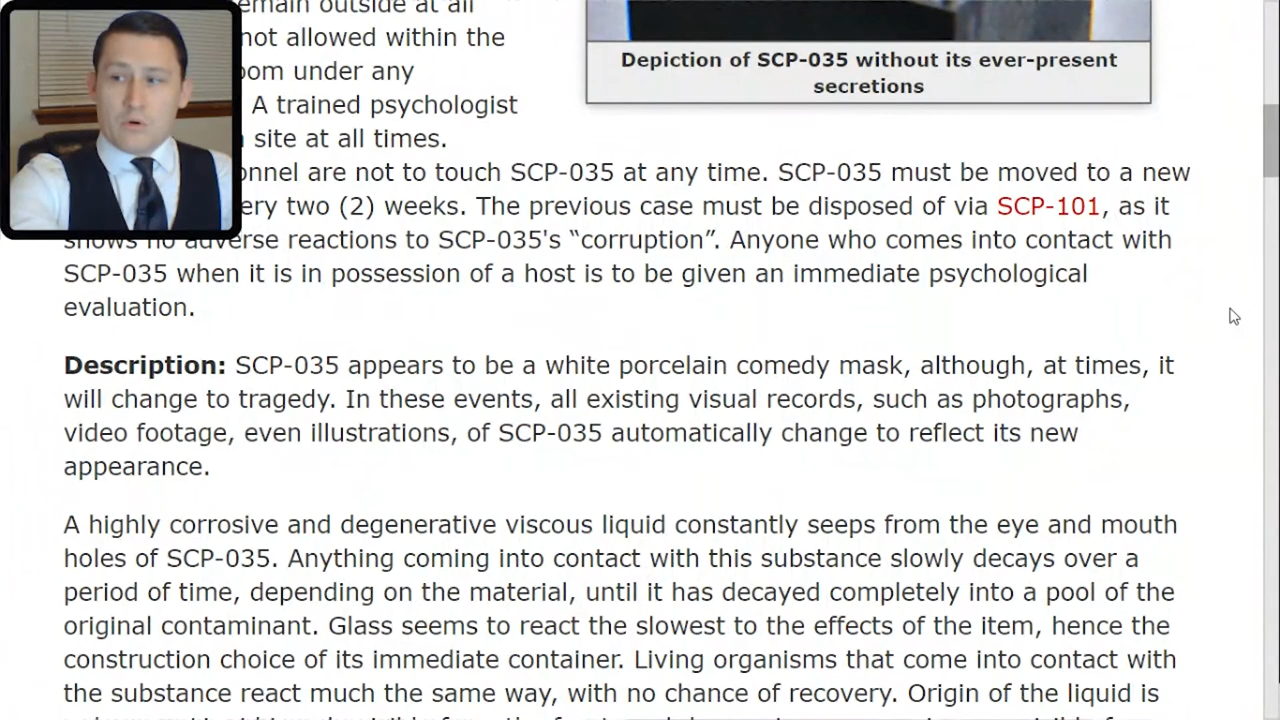 emain outside at all
not allowed within the
oom under any
A trained psychologist
site at all times.
Depiction of SCP-035 without its ever-present
secretions
onnel are not to touch SCP-035 at any time. SCP-035 must be moved to a new
ery two (2) weeks. The previous case must be disposed of via SCP-101, as it
shows no adverse reactions to SCP-035's “corruption”. Anyone who comes into contact with
SCP-035 when it is in possession of a host is to be given an immediate psychological
evaluation.
Description: SCP-035 appears to be a white porcelain comedy mask, although, at times, it
will change to tragedy. In these events, all existing visual records, such as photographs,
video footage, even illustrations, of SCP-035 automatically change to reflect its new
appearance.
A highly corrosive and degenerative viscous liquid constantly seeps from the eye and mouth
holes of SCP-035. Anything coming into contact with this substance slowly decays over a
period of time, depending on the material, until it has decayed completely into a pool of the
original contaminant. Glass seems to react the slowest to the effects of the item, hence the
construction choice of its immediate container. Living organisms that come into contact with
the substance react much the same way, with no chance of recovery. Origin of the liquid is